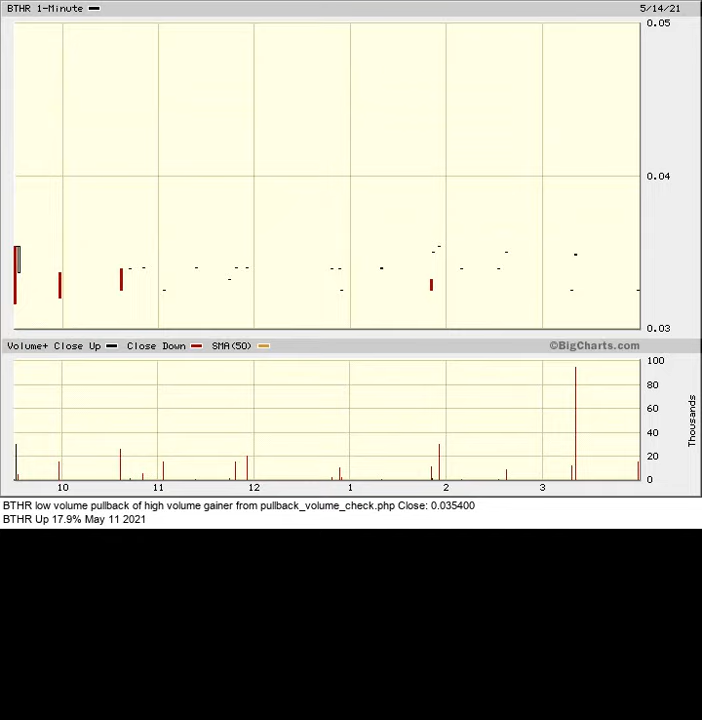 BTHR 1-Minute
5/14/21
0.05
0.04
0.03
Volume+ Close Up Close Down SMA(50)
©BigCharts.com
100
80
60
40
20
0
Thousands
10 11 12 1 2 3
BTHR low volume pullback of high volume gainer from pullback_volume_check.php Close: 0.035400
BTHR Up 17.9% May 11 2021